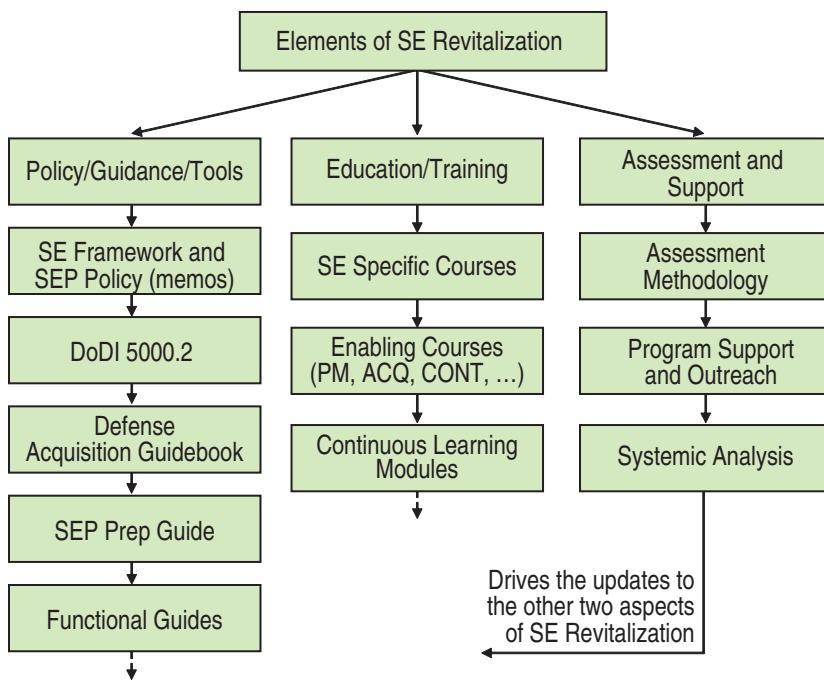 Elements of SE Revitalization
Policy/Guidance/Tools
SE Framework and
SEP Policy (memos)
DoDI 5000.2
Defense
Acquisition Guidebook
SEP Prep Guide
Functional Guides
Education/Training
SE Specific Courses
Enabling Courses
(PM, ACQ, CONT, …)
Continuous Learning
Modules
Assessment and
Support
Assessment
Methodology
Program Support
and Outreach
Systemic Analysis
Drives the updates to
the other two aspects
of SE Revitalization